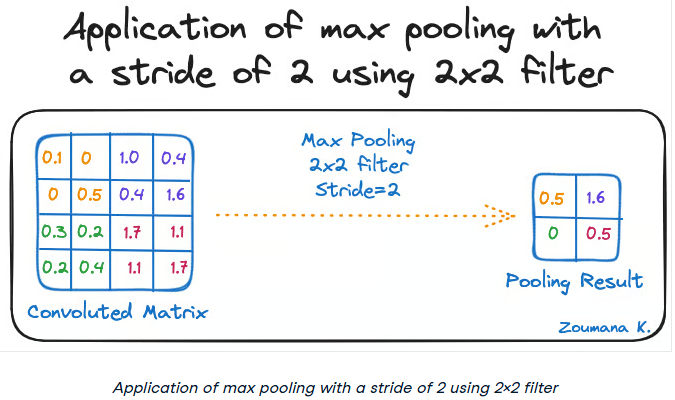 Application of max pooling with
a stride of 2 using 2x2 filter
Max Pooling
2x2 filter
Stride=2
0.1 0 1.0 0.4
0 0.5 0.4 1.6
0.3 0.2 1.7 1.1
0.2 0.4 1.1 1.7
Convoluted Matrix
0.5 1.6
0 0.5
Pooling Result
Zoumana K.
Application of max pooling with a stride of 2 using 2×2 filter